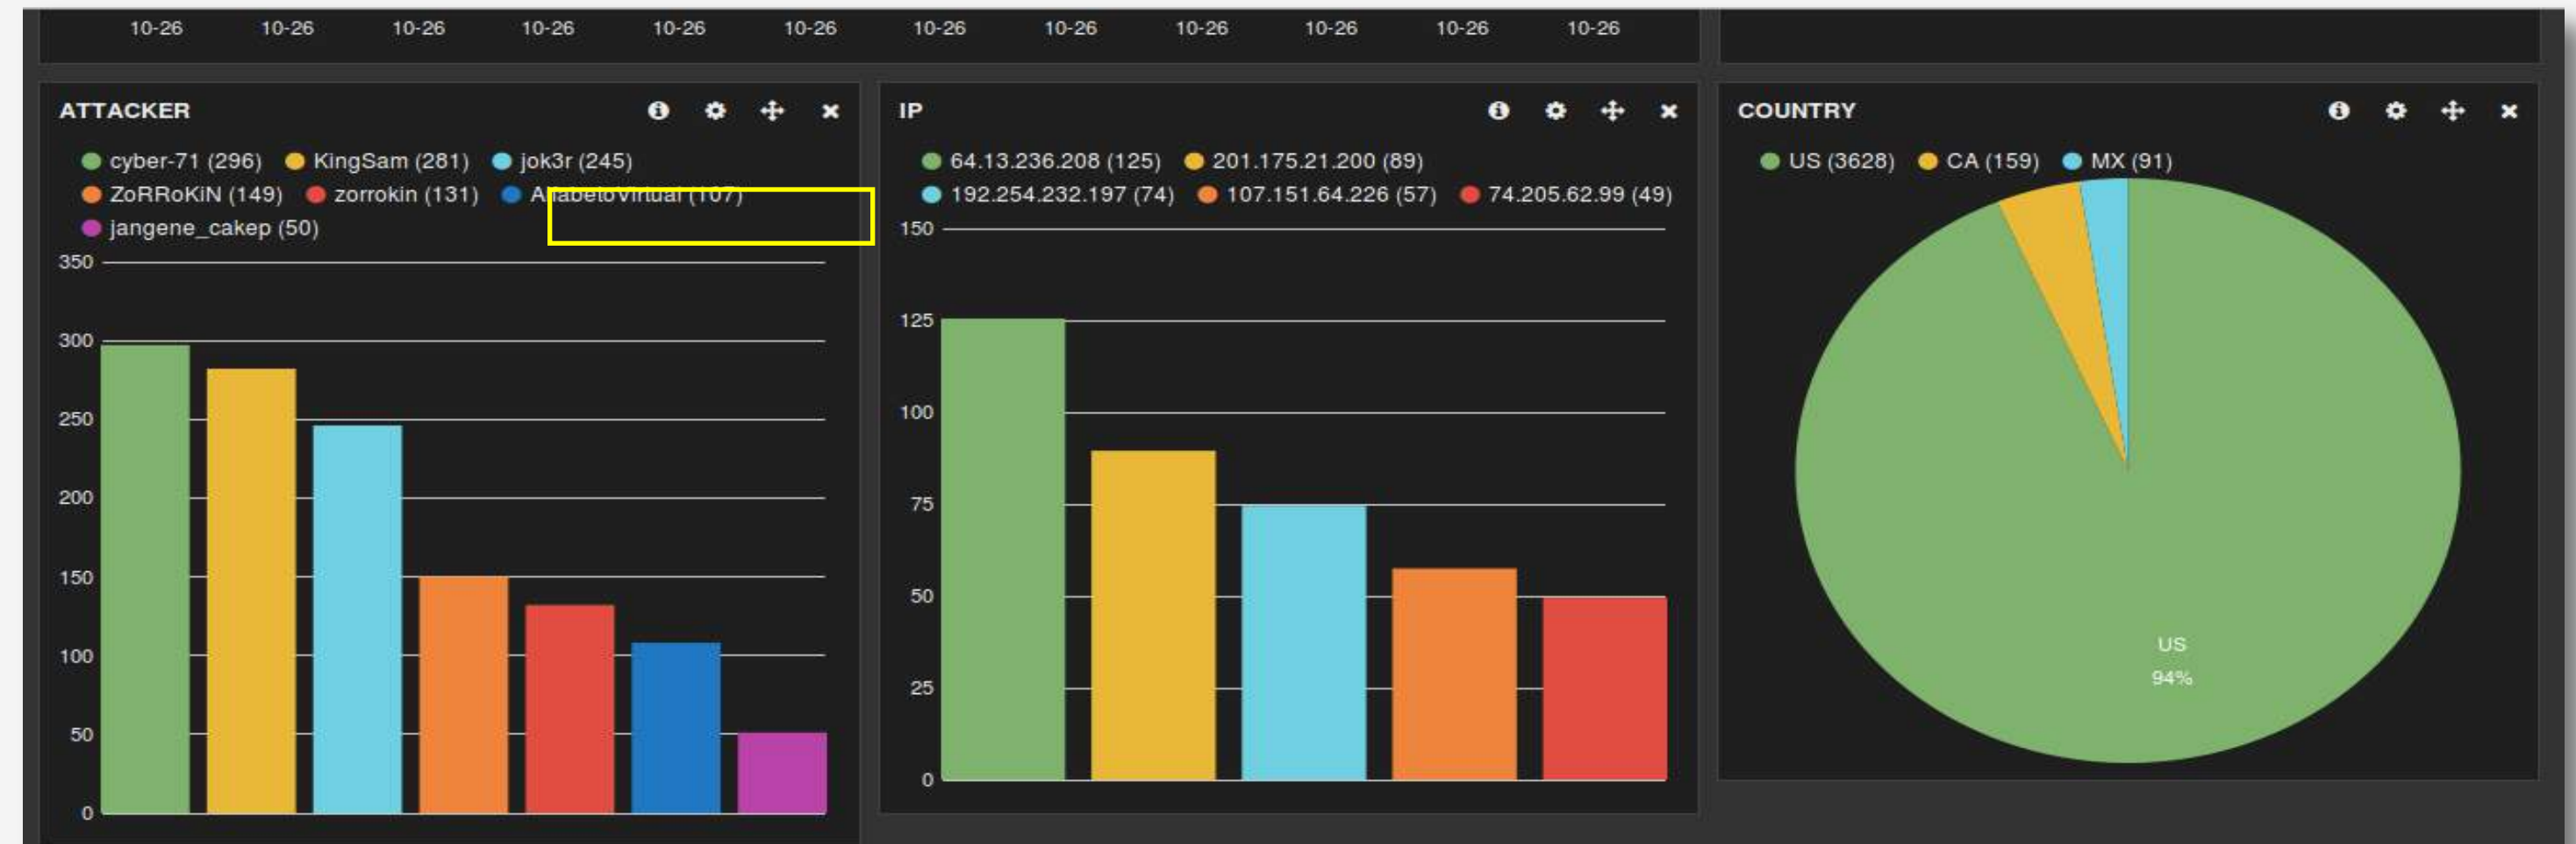 10-26 10-26 10-26 10-26 10-26 10-26 10-26 10-26 10-26 10-26 10-26 10-26
ATTACKER
cyber-71 (296) KingSam (281) jok3r (245)
ZoRRoKiN (149) zorrokin (131) AlfabetoVirtual (107)
jangene_cakep (50)
350
300
250
200
150
100
50
0
IP
64.13.236.208 (125) 201.175.21.200 (89)
192.254.232.197 (74) 107.151.64.226 (57) 74.205.62.99 (49)
150
125
100
75
50
25
0
COUNTRY
US (3628) CA (159) MX (91)
US
94%